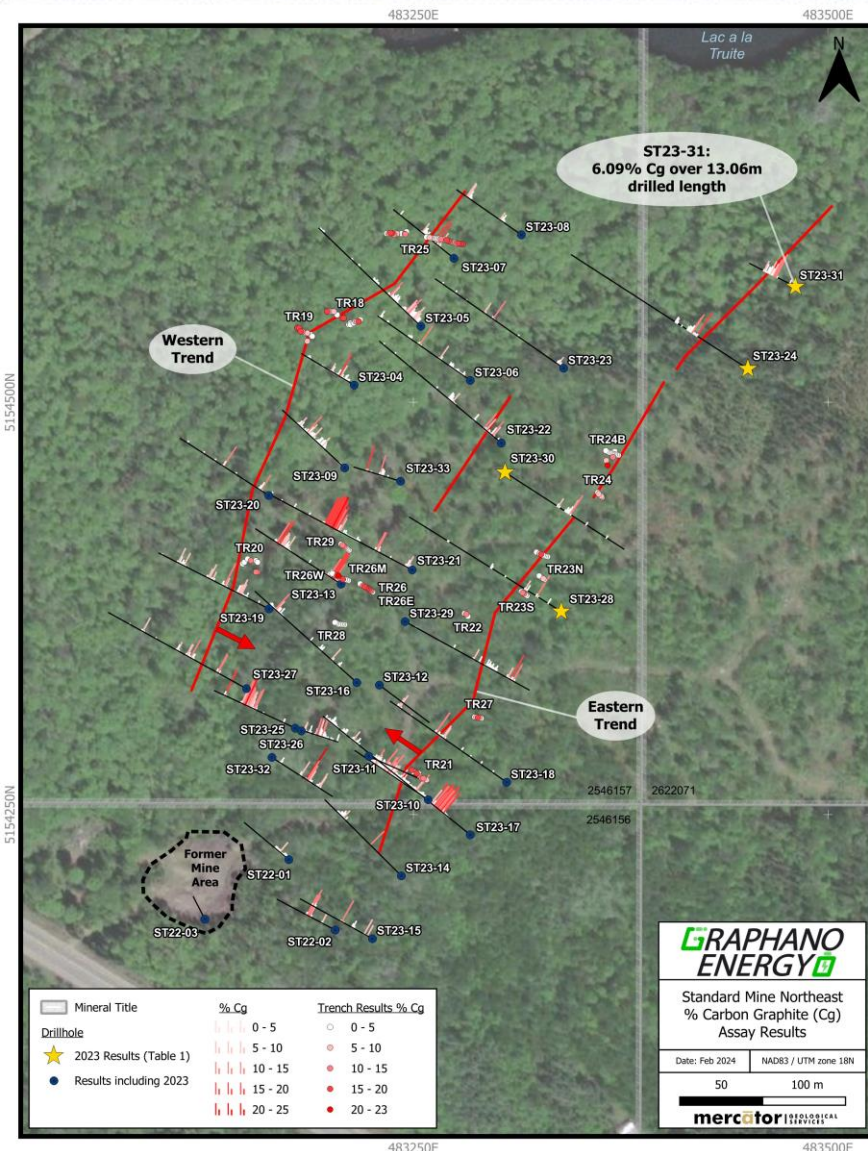 483250E
483500E
Lac a la
Truite
N
ST23-31:
6.09% Cg over 13.06m
drilled length
ST23-08
TR25
ST23-07
ST23-31
TR18
TR19
ST23-05
Western
Trend
ST23-24
ST23-23
ST23-06
ST23-04
5154500N
ST23-22
TR24B
ST23-30
ST23-33
ST23-09
TR24
ST23-20
TR29
TR23N
TR20
ST23-21
TR26M
TR26W
TR26
TR26E
ST23-13
TR23S
ST23-28
ST23-29
TR22
ST23-19
TR28
ST23-27
ST23-12
ST23-16
TR27
Eastern
Trend
ST23-25
ST23-26
ST23-11
TR21
ST23-32
ST23-18
2546157
2622071
5154250N
ST23-10
2546156
ST23-17
Former
Mine
Area
ST22-01
ST23-14
ST22-03
ST22-02
ST23-15
GRAPHANO
ENERGY
Standard Mine Northeast
% Carbon Graphite (Cg)
Assay Results
Date: Feb 2024
NAD83 / UTM zone 18N
50
100 m
mercator GEOLOGICAL
SERVICES
Mineral Title
Drillhole
2023 Results (Table 1)
Results including 2023
% Cg
0 - 5
5 - 10
10 - 15
15 - 20
20 - 25
Trench Results % Cg
0 - 5
5 - 10
10 - 15
15 - 20
20 - 23
483250E
483500E